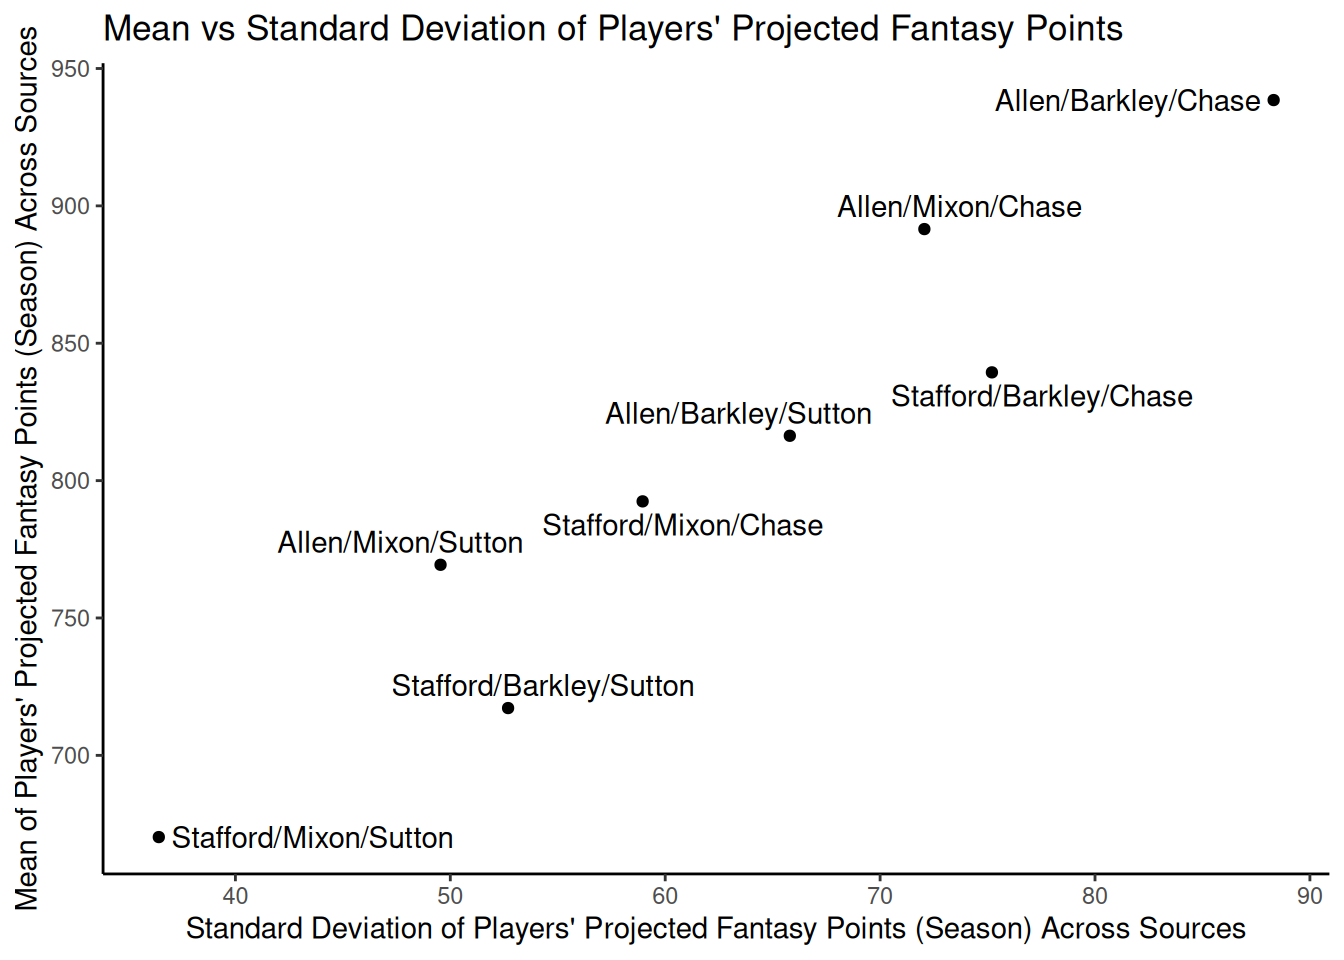 Mean vs Standard Deviation of Players' Projected Fantasy Points
Mean of Players' Projected Fantasy Points (Season) Across Sources
950
900
850
800
750
700
Allen/Barkley/Chase
Allen/Mixon/Chase
Stafford/Barkley/Chase
Allen/Barkley/Sutton
Stafford/Mixon/Chase
Allen/Mixon/Sutton
Stafford/Barkley/Sutton
Stafford/Mixon/Sutton
40 50 60 70 80 90
Standard Deviation of Players' Projected Fantasy Points (Season) Across Sources